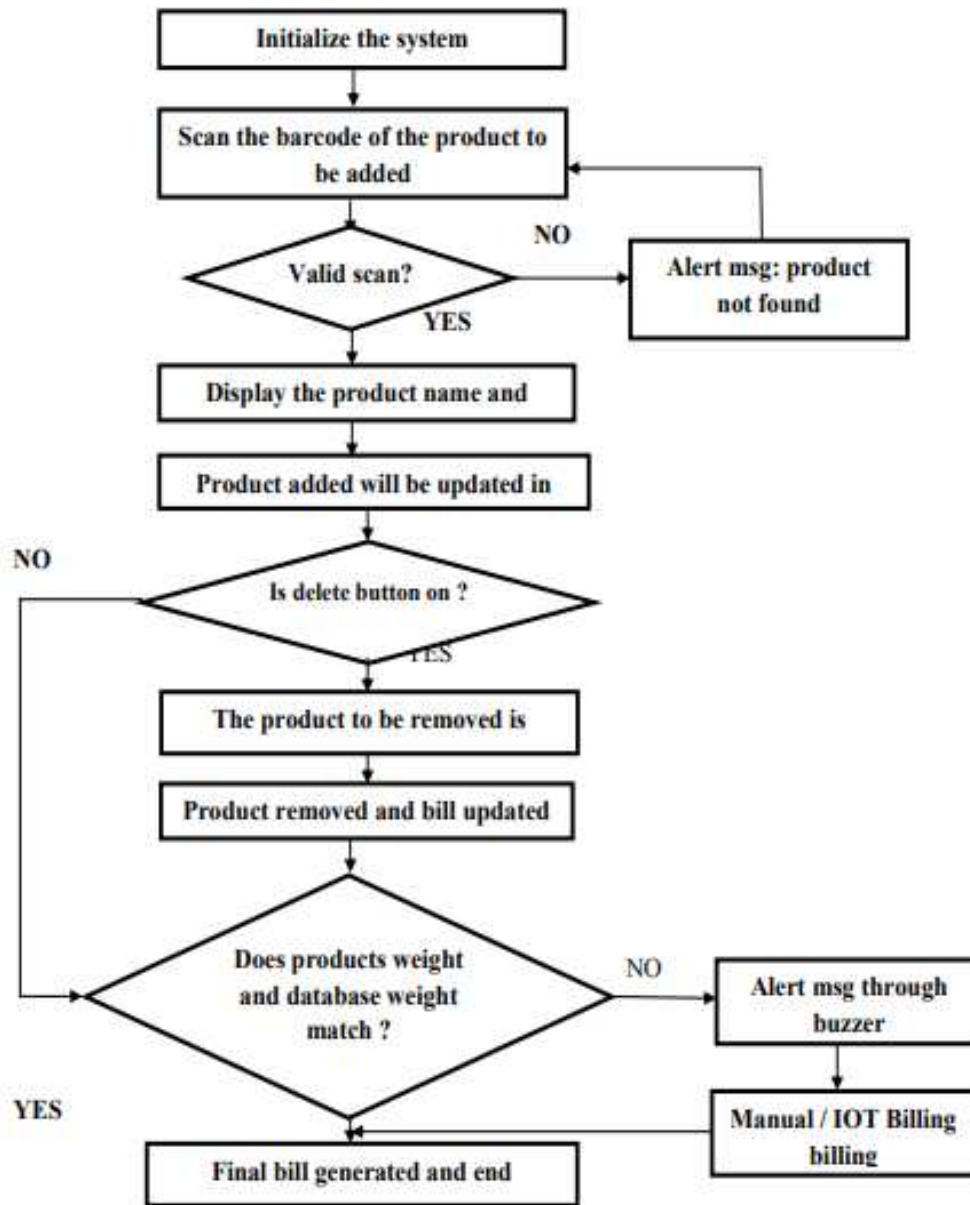 Initialize the system
Scan the barcode of the product to
be added
Valid scan?
NO
Alert msg: product
not found
YES
Display the product name and
Product added will be updated in
NO
Is delete button on ?
YES
The product to be removed is
Product removed and bill updated
Does products weight
and database weight
match ?
NO
Alert msg through
buzzer
YES
Manual / IOT Billing
billing
Final bill generated and end